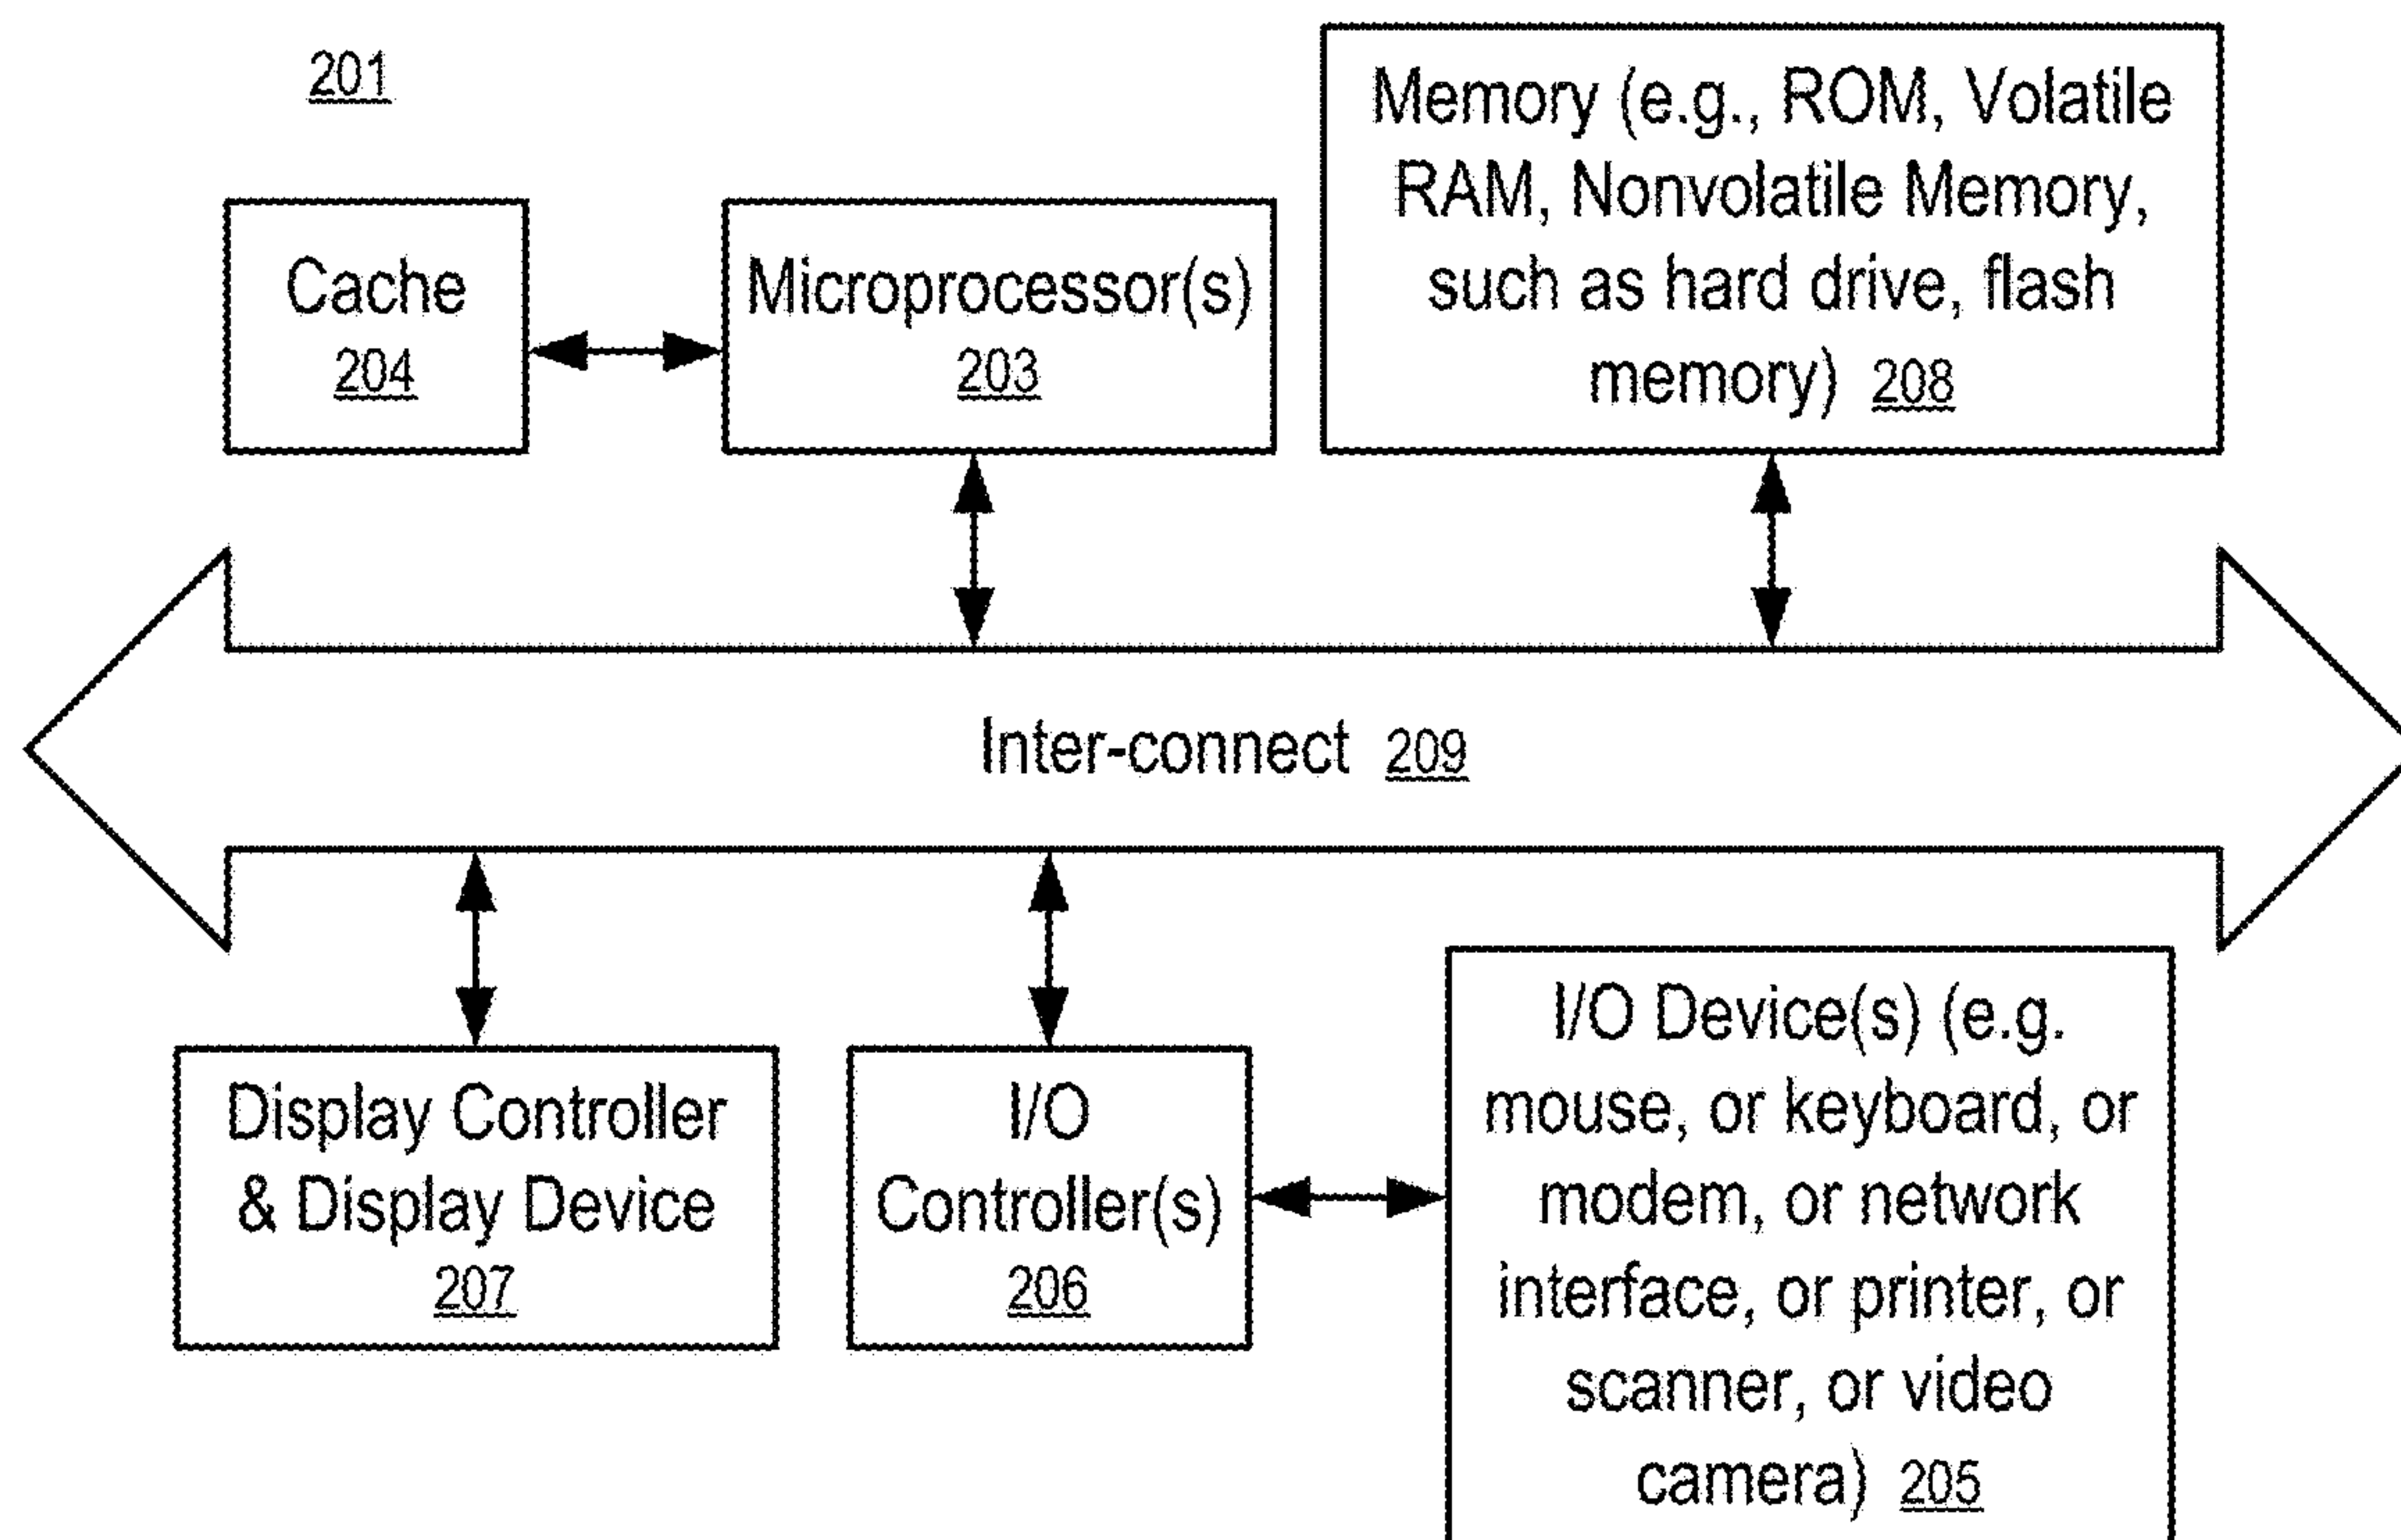 201
Cache
204
Microprocessor(s)
203
Memory (e.g., ROM, Volatile
RAM, Nonvolatile Memory,
such as hard drive, flash
memory) 208
Inter-connect 209
Display Controller
& Display Device
207
I/O
Controller(s)
206
I/O Device(s) (e.g.
mouse, or keyboard, or
modem, or network
interface, or printer, or
scanner, or video
camera) 205